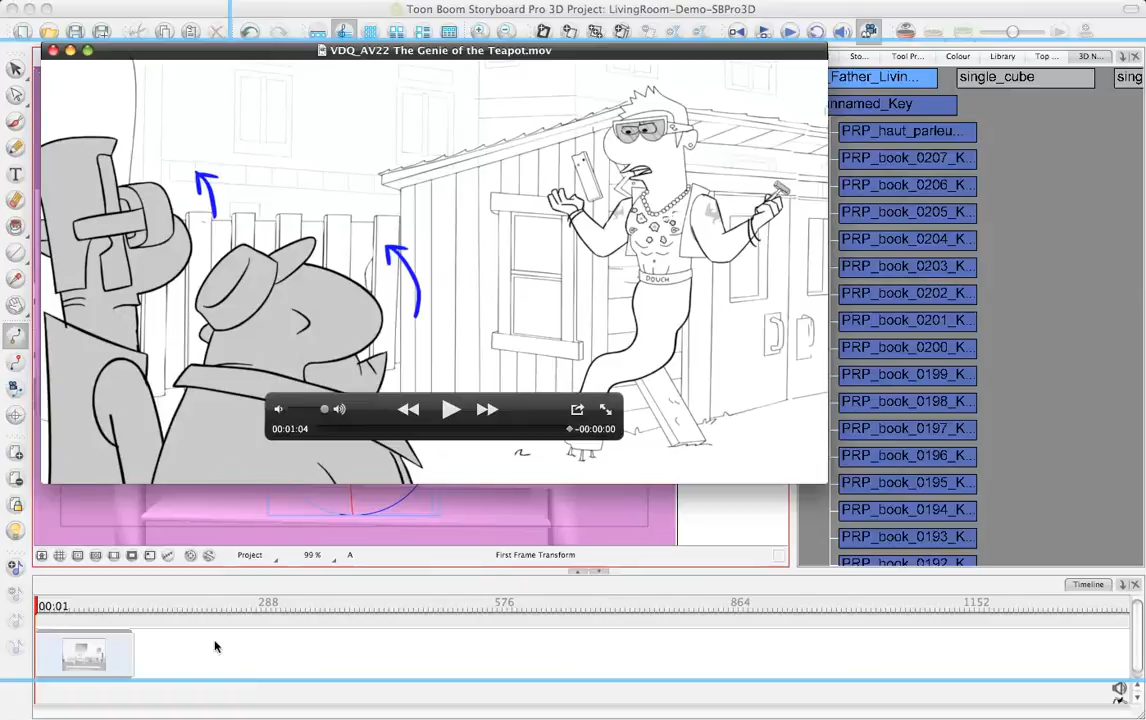 Toon Boom Storyboard Pro 3D Project: LivingRoom-Demo-SBPro3D
VDQ_AV22 The Genie of the Teapot.mov
Sto... Tool Pr... Colour Library Top ... 3D N...
Father_Livin... single_cube sing
nnamed_Key
PRP_haut_parleu...
PRP_book_0207_K...
PRP_book_0206_K...
PRP_book_0205_K...
PRP_book_0204_K...
PRP_book_0203_K...
PRP_book_0202_K...
PRP_book_0201_K...
PRP_book_0200_K...
PRP_book_0199_K...
PRP_book_0198_K...
PRP_book_0197_K...
PRP_book_0196_K...
PRP_book_0195_K...
PRP_book_0194_K...
PRP_book_0193_K...
PRP_book_0192_K...
DOUCH
00:01:04 -00:00:00
Project 99 % A First Frame Transform
Timeline
00:01 288 576 864 1152